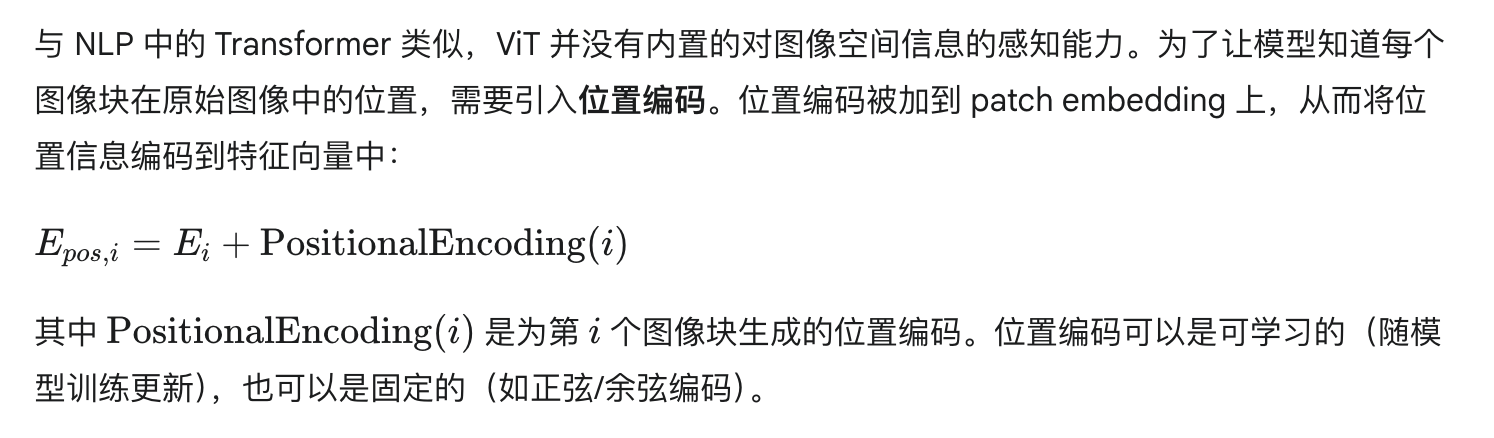 与 NLP 中的 Transformer 类似，ViT 并没有内置的对图像空间信息的感知能力。为了让模型知道每个
图像块在原始图像中的位置，需要引入位置编码。位置编码被加到 patch embedding 上，从而将位
置信息编码到特征向量中：
E_{pos,i} = E_i + PositionalEncoding(i)
其中 PositionalEncoding(i) 是为第 i 个图像块生成的位置编码。位置编码可以是可学习的（随模
型训练更新），也可以是固定的（如正弦/余弦编码）。